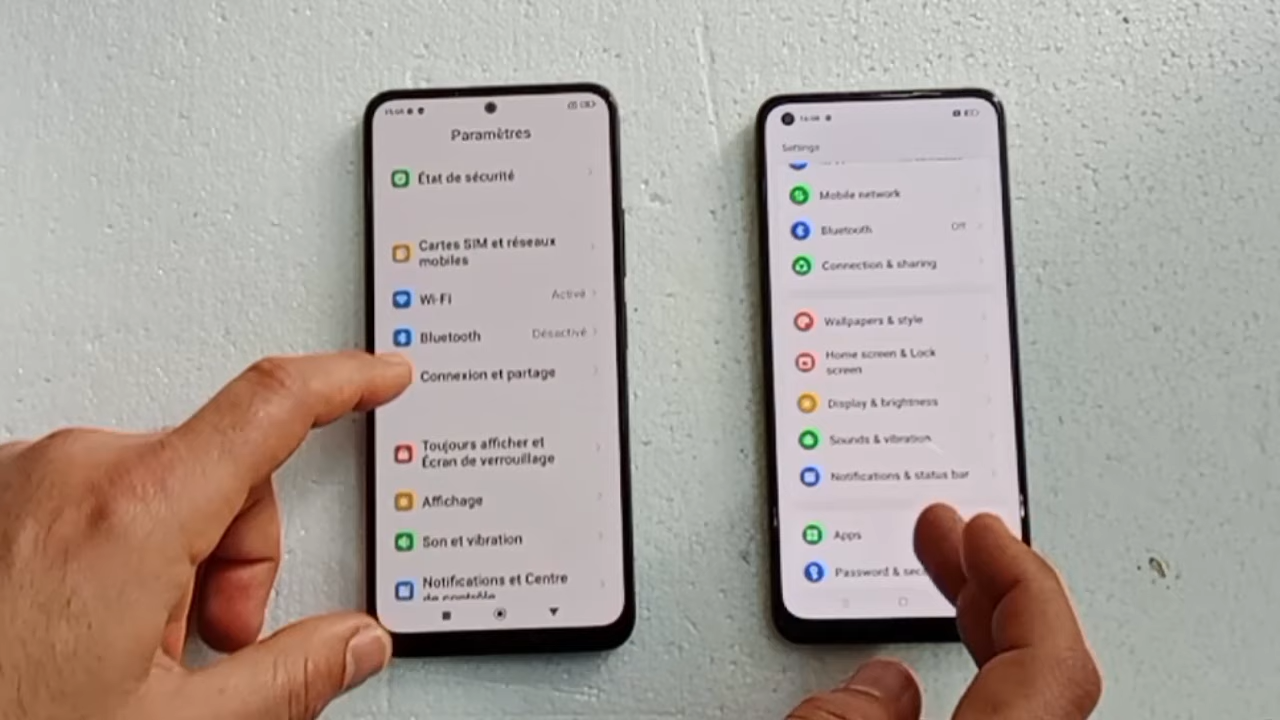 Paramètres
État de sécurité
Cartes SIM et réseaux
mobiles
Wi-Fi
Activé
Bluetooth
Désactivé
Connexion et partage
Toujours afficher et
Écran de verrouillage
Affichage
Son et vibration
Notifications et Centre
de contrôle
Settings
Mobile network
Bluetooth
Off
Connection & sharing
Wallpapers & style
Home screen & Lock
screen
Display & brightness
Sounds & vibration
Notifications & status bar
Apps
Password &